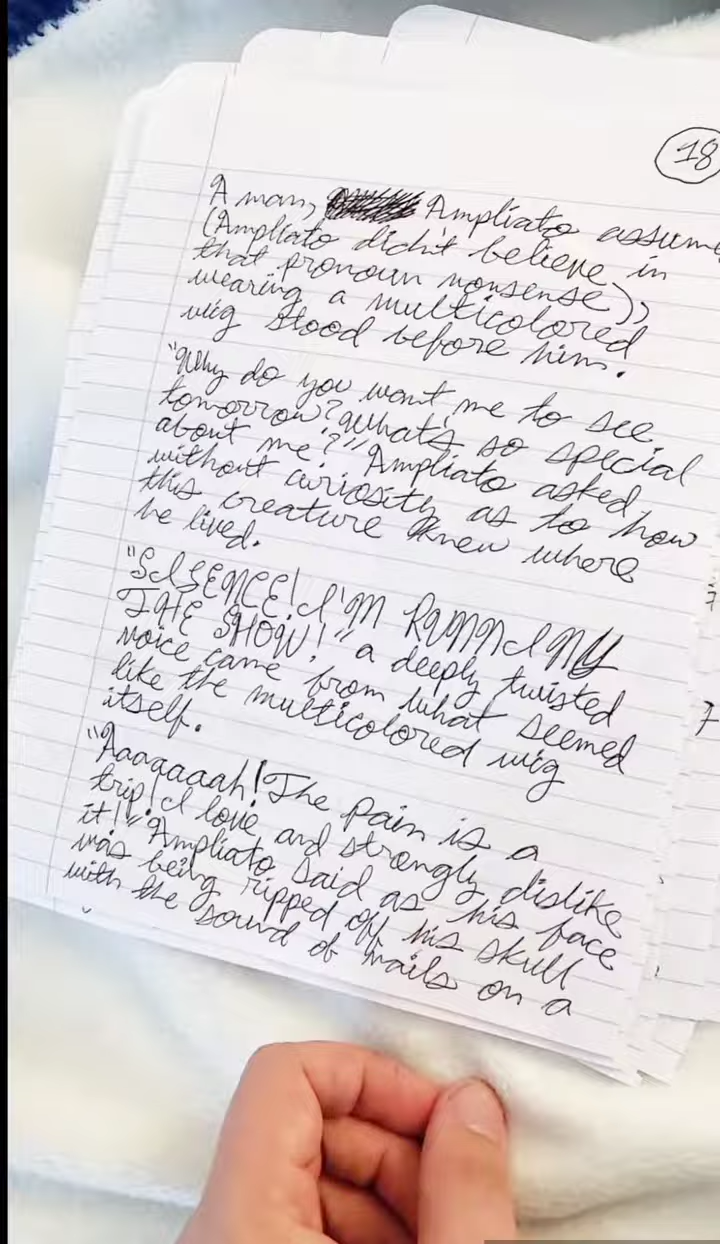 18
A man, Ampliato assume
(Ampliato didn't believe in
that pronoun nonsense),
wearing a multicolored
wig stood before him.
"Why do you want me to see
tomorrow? What's so special
about me?" Ampliato asked,
without curiosity as to how
this creature knew where
he lived.
"SILENCE! I'M RUNNING
THE SHOW!" a deeply twisted
voice came from what seemed
like the multicolored wig
itself.
"Aaaaaaah! The pain is a
trip! I love and strongly dislike
it!" Ampliato said as his face
was being ripped off his skull
with the sound of nails on a